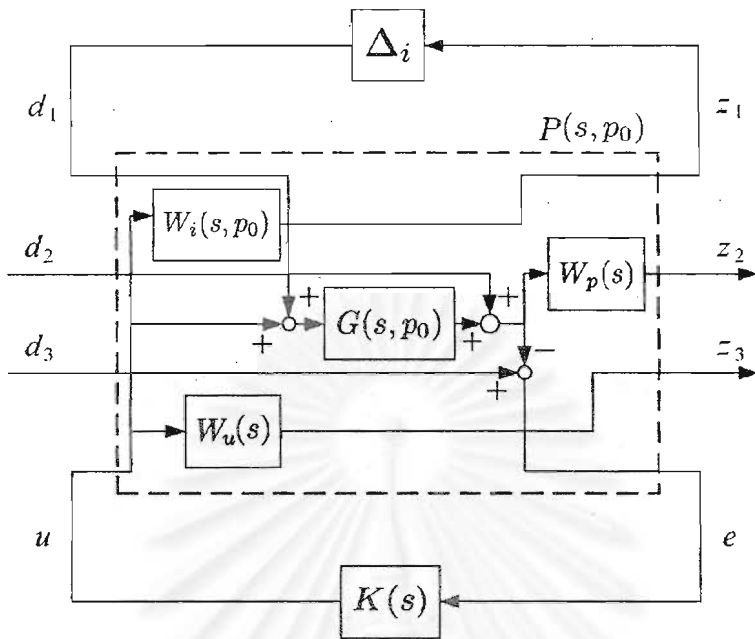 Δ_i
d_1
z_1
P(s, p_0)
W_i(s, p_0)
d_2
z_2
W_p(s)
+
+
G(s, p_0)
+
+
d_3
−
+
z_3
W_u(s)
u
e
K(s)